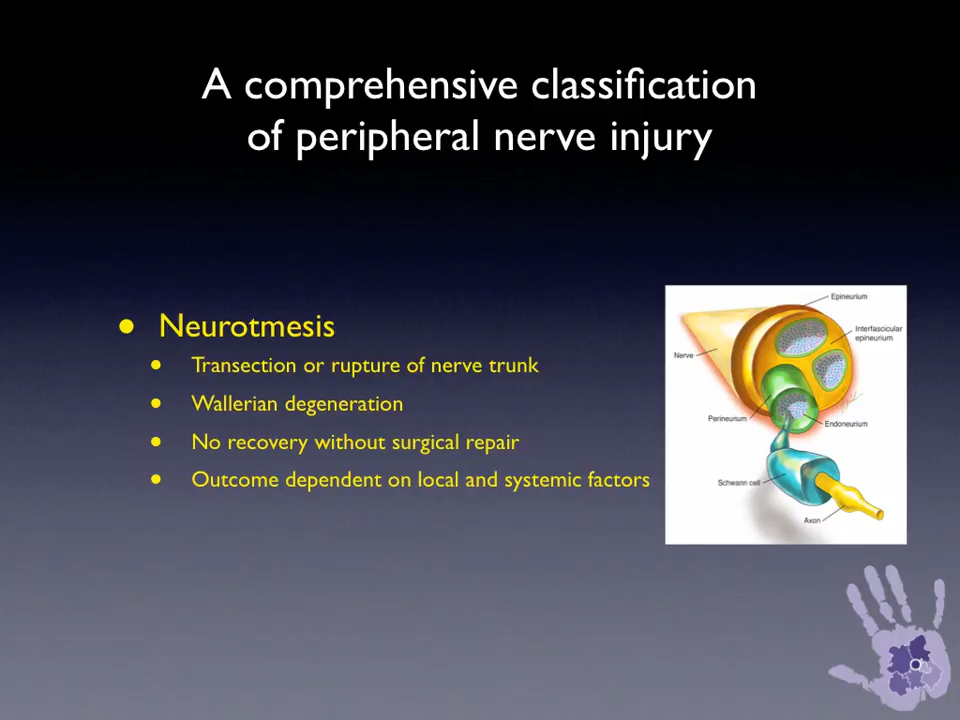 A comprehensive classification
of peripheral nerve injury
• Neurotmesis
• Transection or rupture of nerve trunk
• Wallerian degeneration
• No recovery without surgical repair
• Outcome dependent on local and systemic factors
Epineurium
Interfascicular
epineurium
Nerve
Perineurium
Endoneurium
Schwann cell
Axon